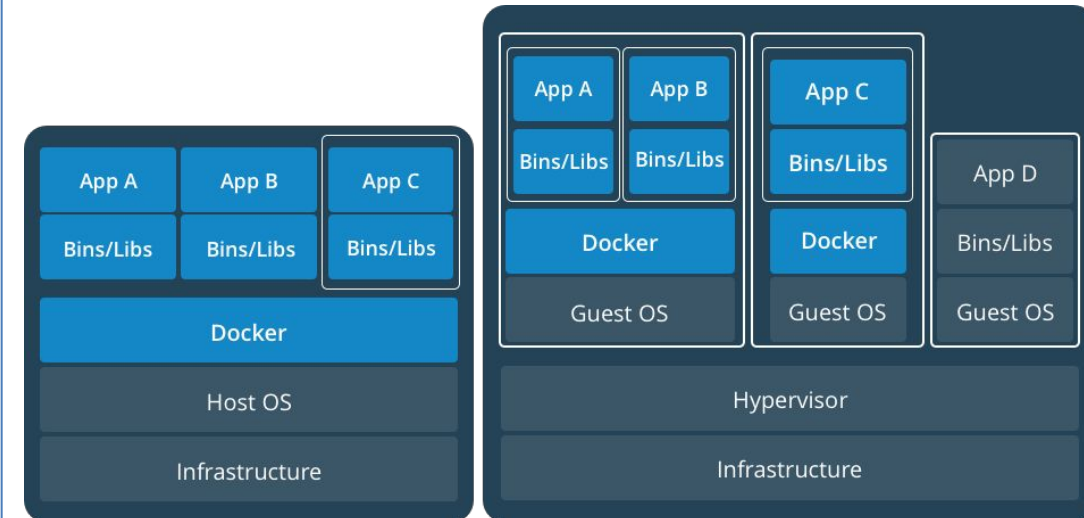 App A
App B
App C
Bins/Libs
Bins/Libs
Bins/Libs
Docker
Host OS
Infrastructure
App A
App B
Bins/Libs
Bins/Libs
Docker
Guest OS
App C
Bins/Libs
Docker
Guest OS
App D
Bins/Libs
Guest OS
Hypervisor
Infrastructure